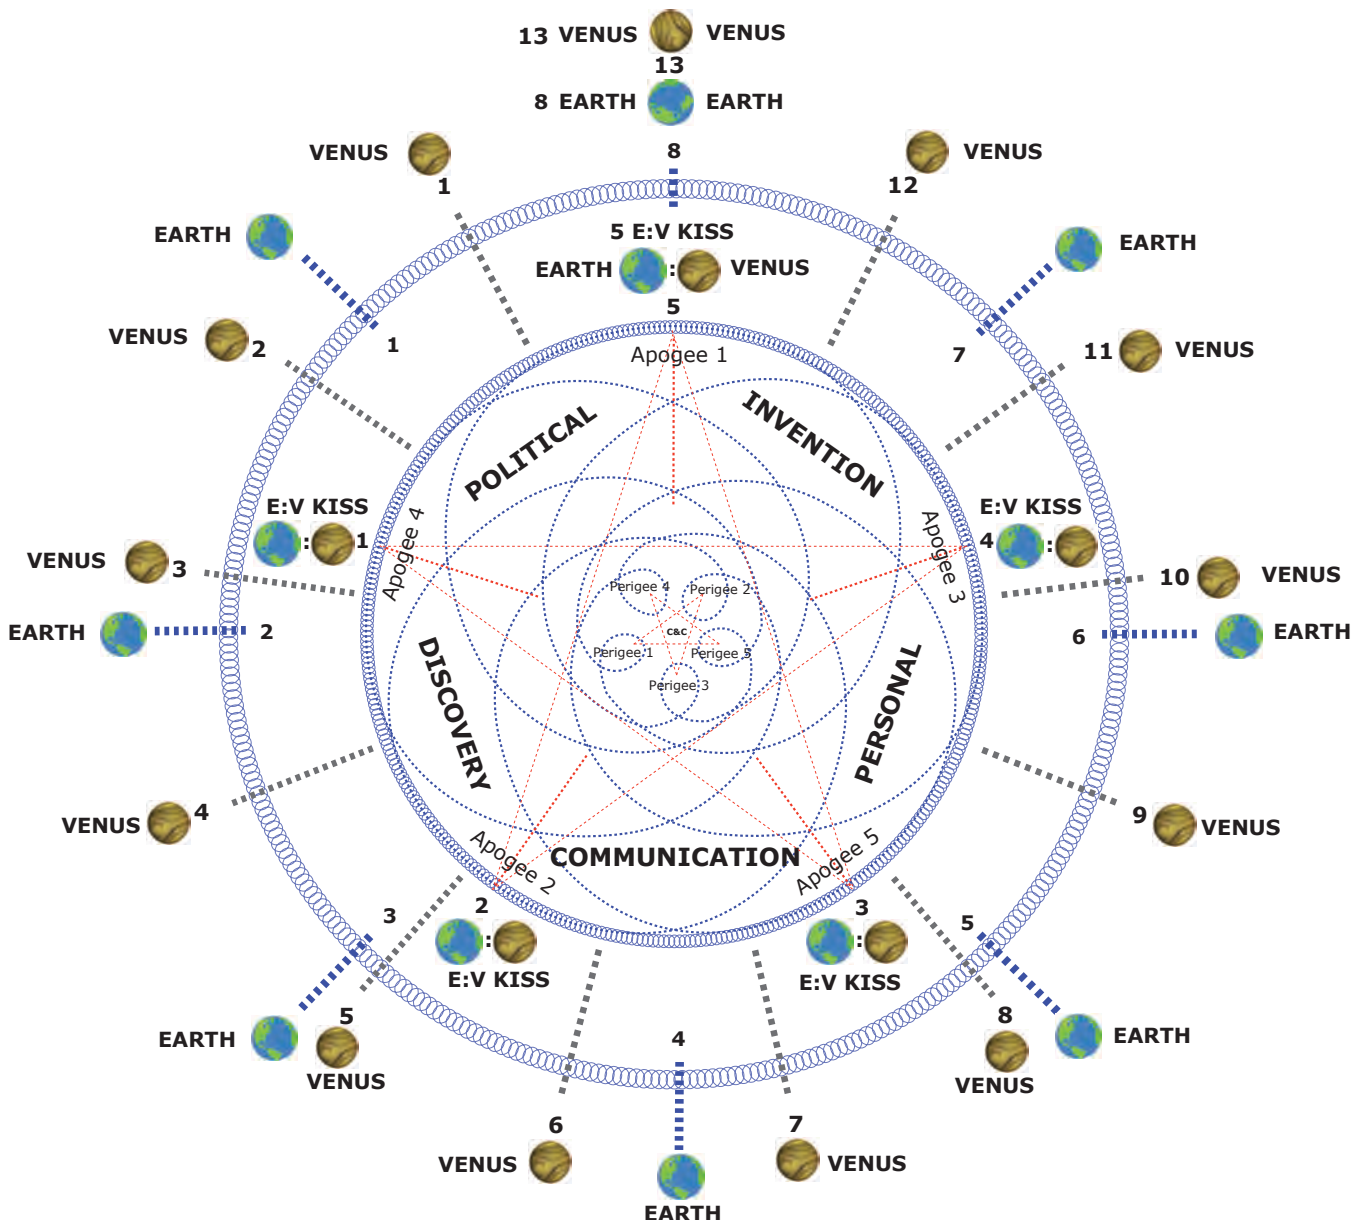 13 VENUS VENUS
13
8 EARTH EARTH
8
VENUS
1
VENUS
12
EARTH
1
EARTH
7
5 E:V KISS
EARTH : VENUS
5
Apogee 1
VENUS
2
11
VENUS
POLITICAL
INVENTION
E:V KISS
: 1
Apogee 4
E:V KISS
4 :
Apogee 3
VENUS
3
10
VENUS
EARTH
2
6
EARTH
Perigee 4
Perigee 2
C&C
Perigee 1
Perigee 5
Perigee 3
DISCOVERY
PERSONAL
VENUS
4
9
VENUS
COMMUNICATION
Apogee 2
Apogee 5
2
:
E:V KISS
3
:
E:V KISS
3
EARTH
5
VENUS
5
EARTH
8
VENUS
4
EARTH
6
VENUS
7
VENUS